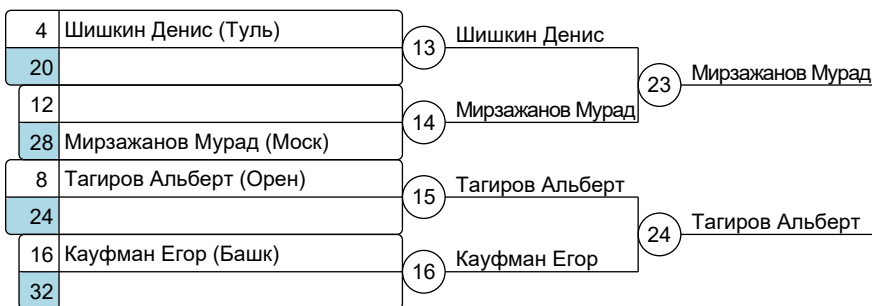 4 Шишкин Денис (Туль)
20
13 Шишкин Денис
12
28 Мирзажанов Мурад (Моск)
14 Мирзажанов Мурад
23 Мирзажанов Мурад
8 Тагиров Альберт (Орен)
24
15 Тагиров Альберт
16 Кауфман Егор (Башк)
32
16 Кауфман Егор
24 Тагиров Альберт